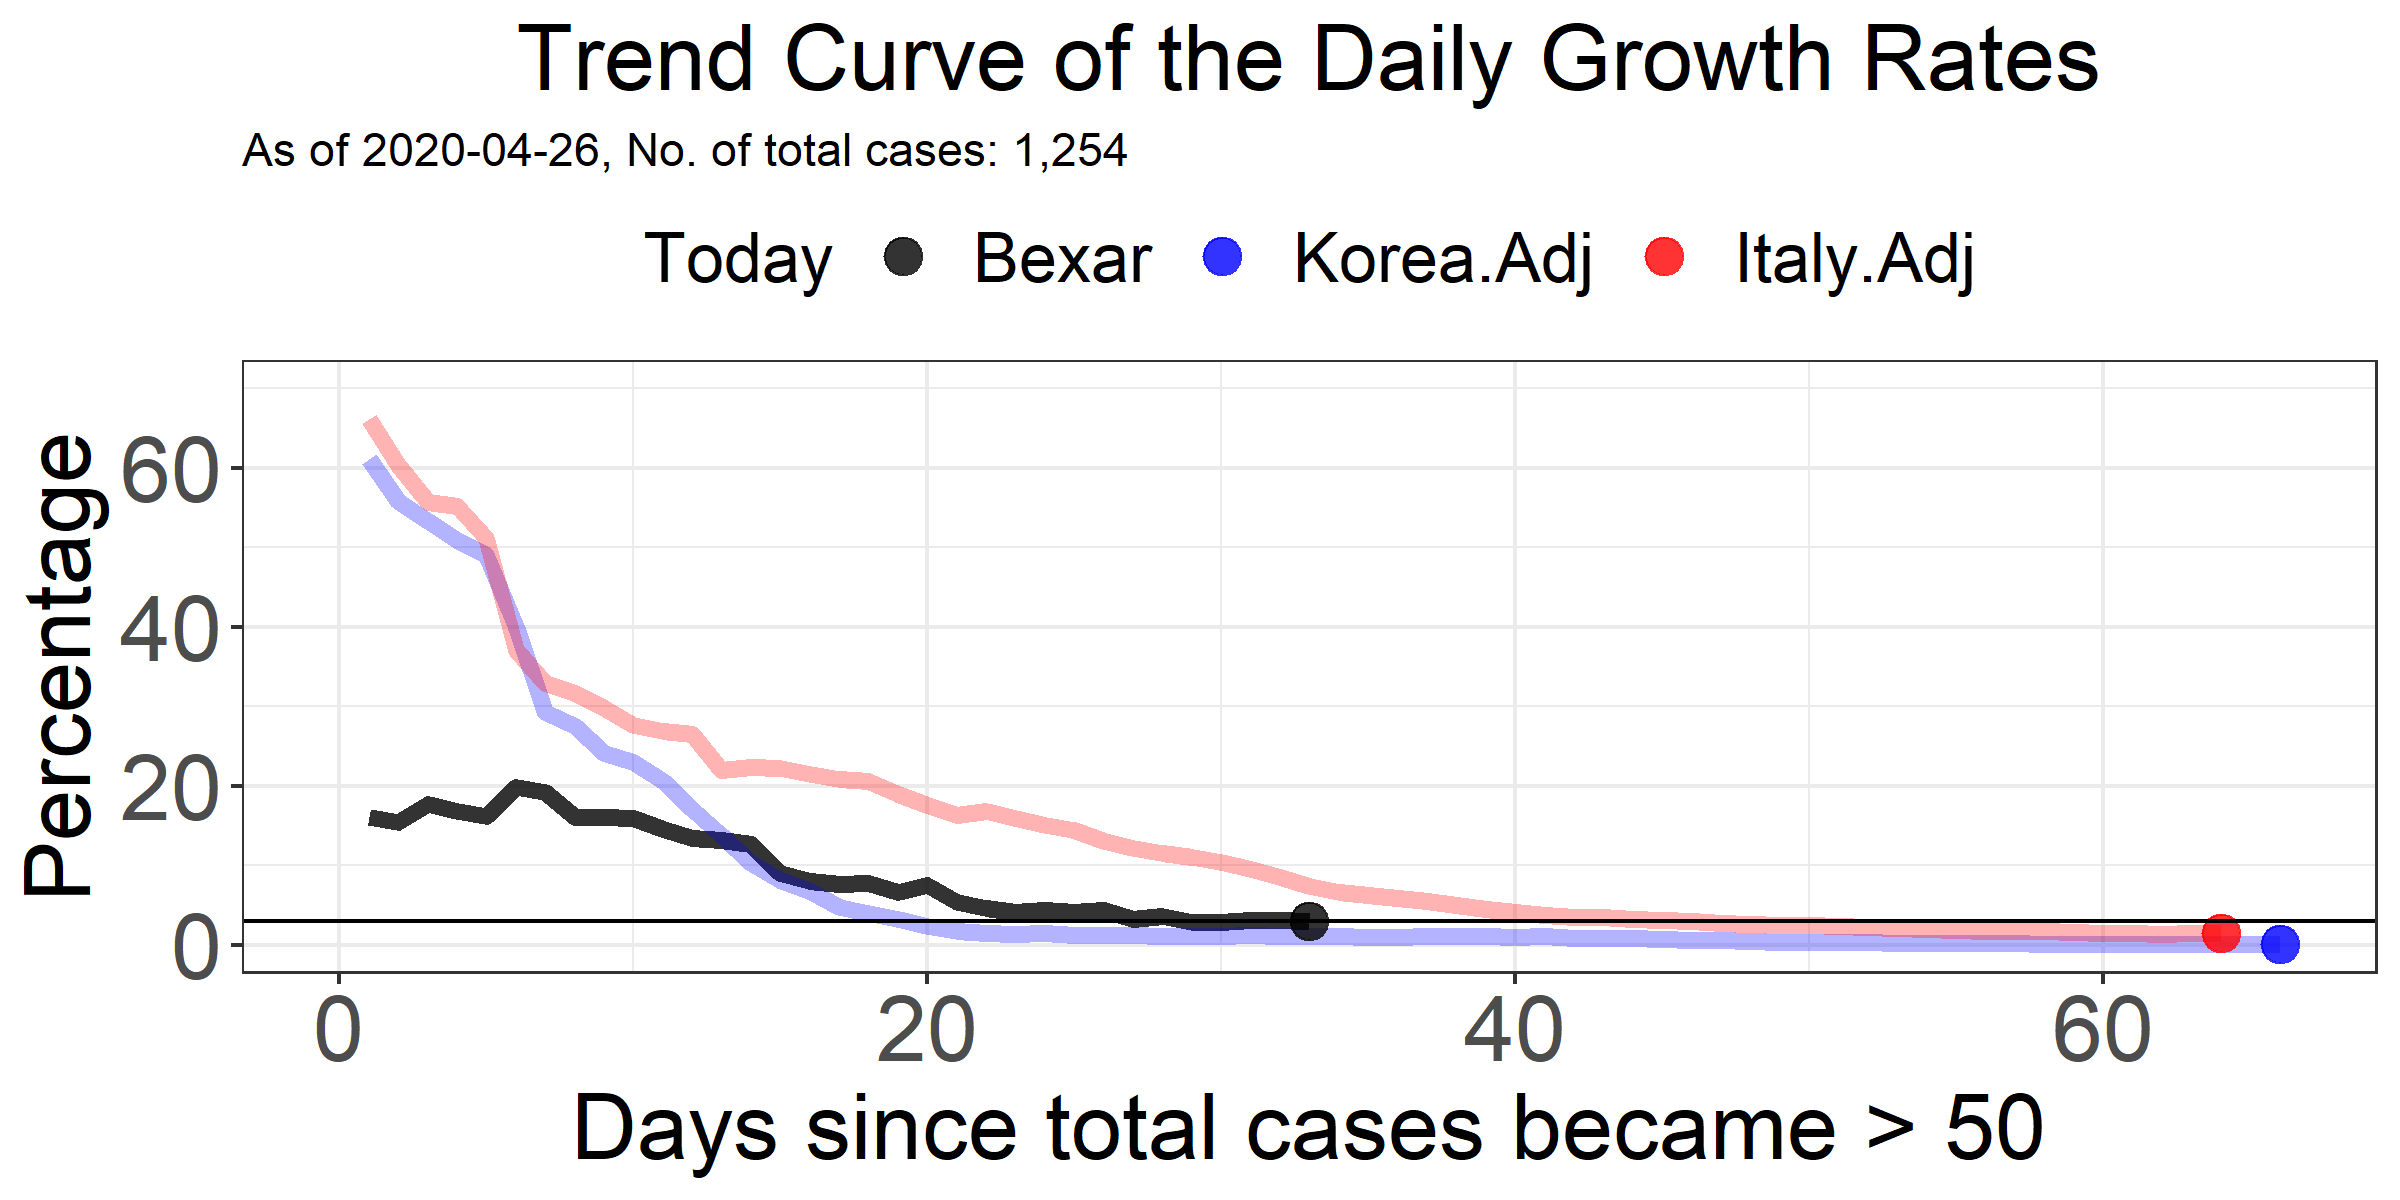 Trend Curve of the Daily Growth Rates
As of 2020-04-26, No. of total cases: 1,254
Today Bexar Korea.Adj Italy.Adj
Percentage
60
40
20
0
0 20 40 60
Days since total cases became > 50